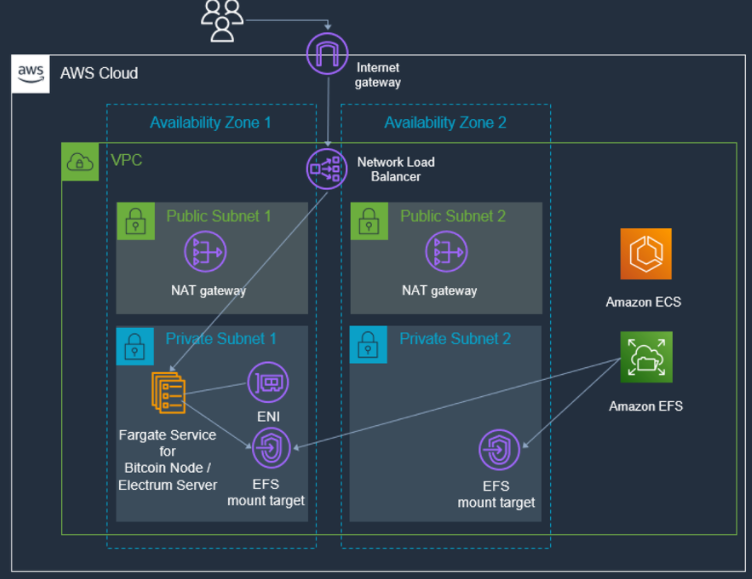 Internet
gateway
aws
AWS Cloud
Availability Zone 1
Availability Zone 2
VPC
Network Load
Balancer
Public Subnet 1
Public Subnet 2
NAT gateway
NAT gateway
Amazon ECS
Private Subnet 1
Private Subnet 2
ENI
Amazon EFS
Fargate Service
for
Bitcoin Node /
Electrum Server
EFS
mount target
EFS
mount target